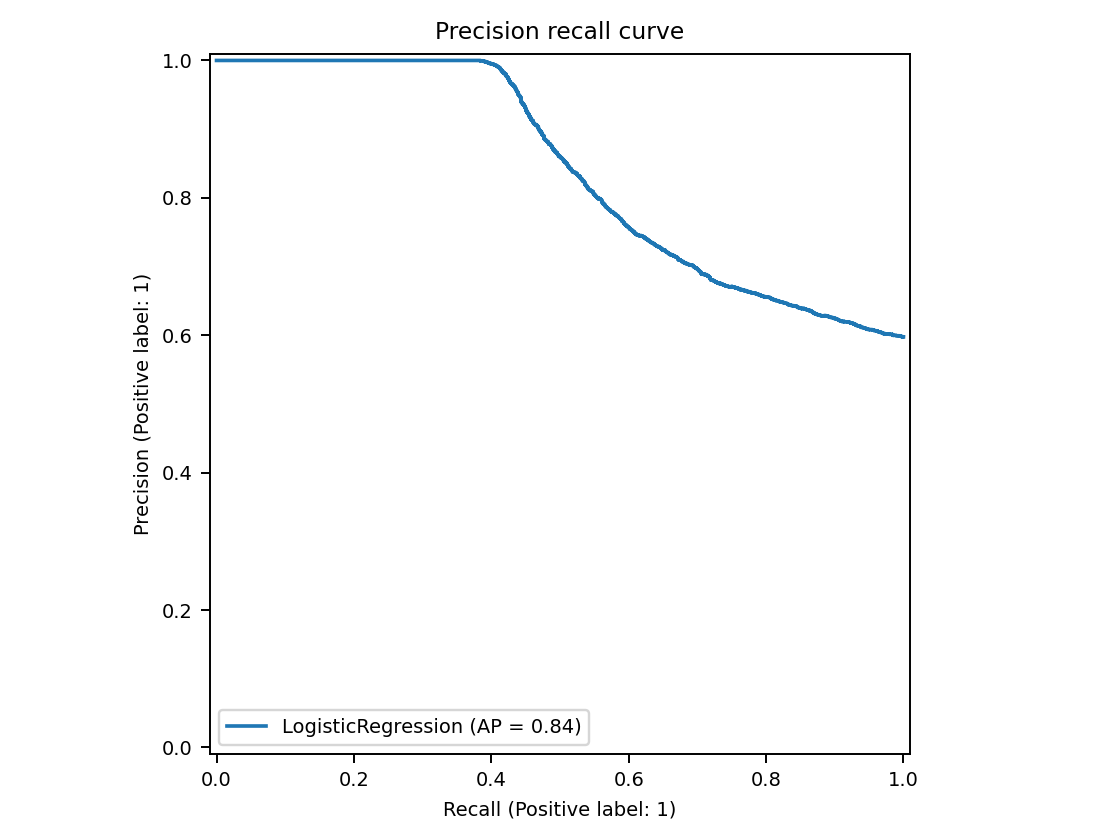 Precision recall curve
1.0
0.8
0.6
0.4
0.2
0.0
Precision (Positive label: 1)
LogisticRegression (AP = 0.84)
0.0 0.2 0.4 0.6 0.8 1.0
Recall (Positive label: 1)